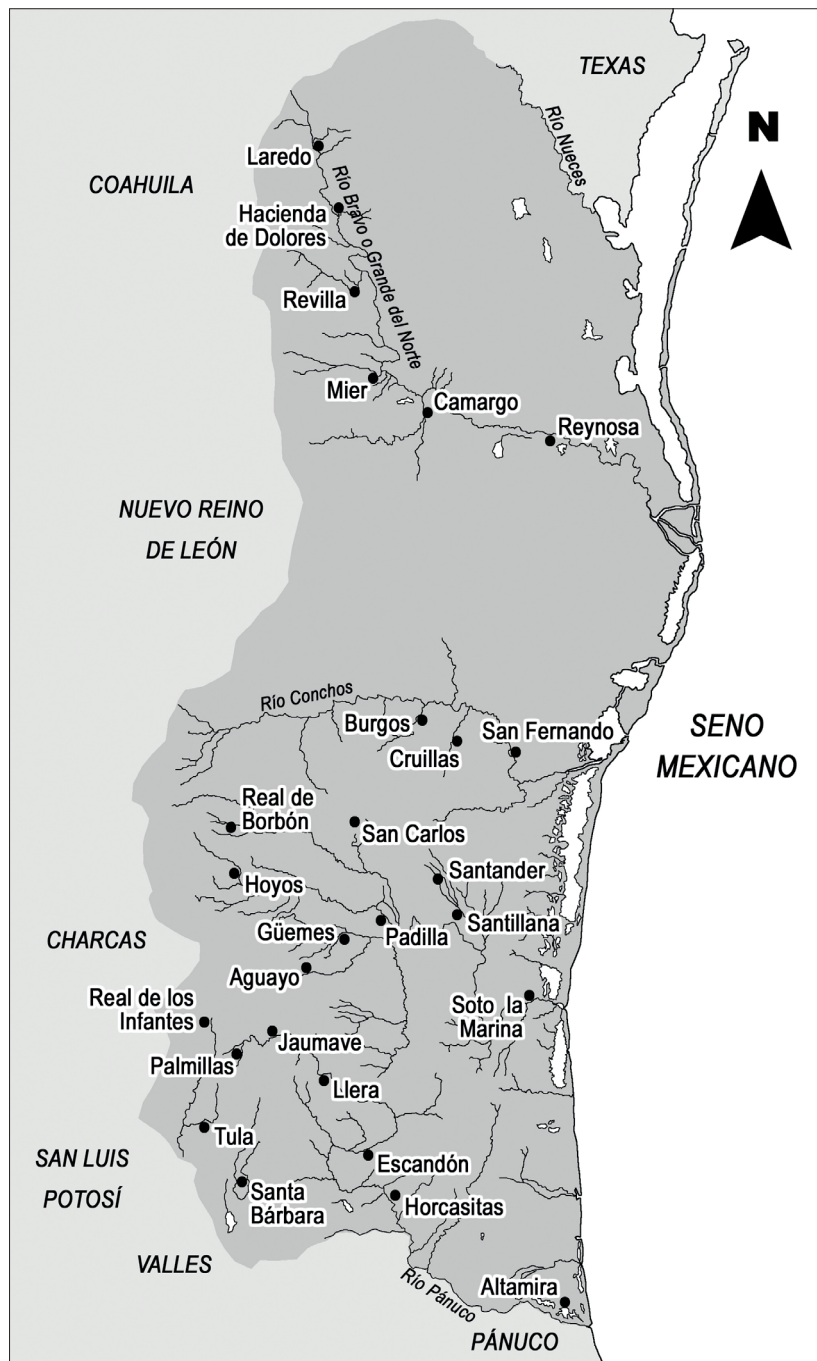 TEXAS
N
Río Nueces
Laredo
COAHUILA
Río Bravo o Grande del Norte
Hacienda
de Dolores
Revilla
Mier
Camargo
Reynosa
NUEVO REINO
DE LEÓN
Río Conchos
Burgos
San Fernando
Cruillas
SENO
MEXICANO
Real de
Borbón
San Carlos
Santander
Hoyos
Santillana
Güemes
Padilla
CHARCAS
Aguayo
Real de los
Infantes
Soto la
Marina
Jaumave
Palmillas
Llera
Tula
SAN LUIS
POTOSÍ
Escandón
Santa
Bárbara
Horcasitas
VALLES
Río Pánuco
Altamira
PÁNUCO